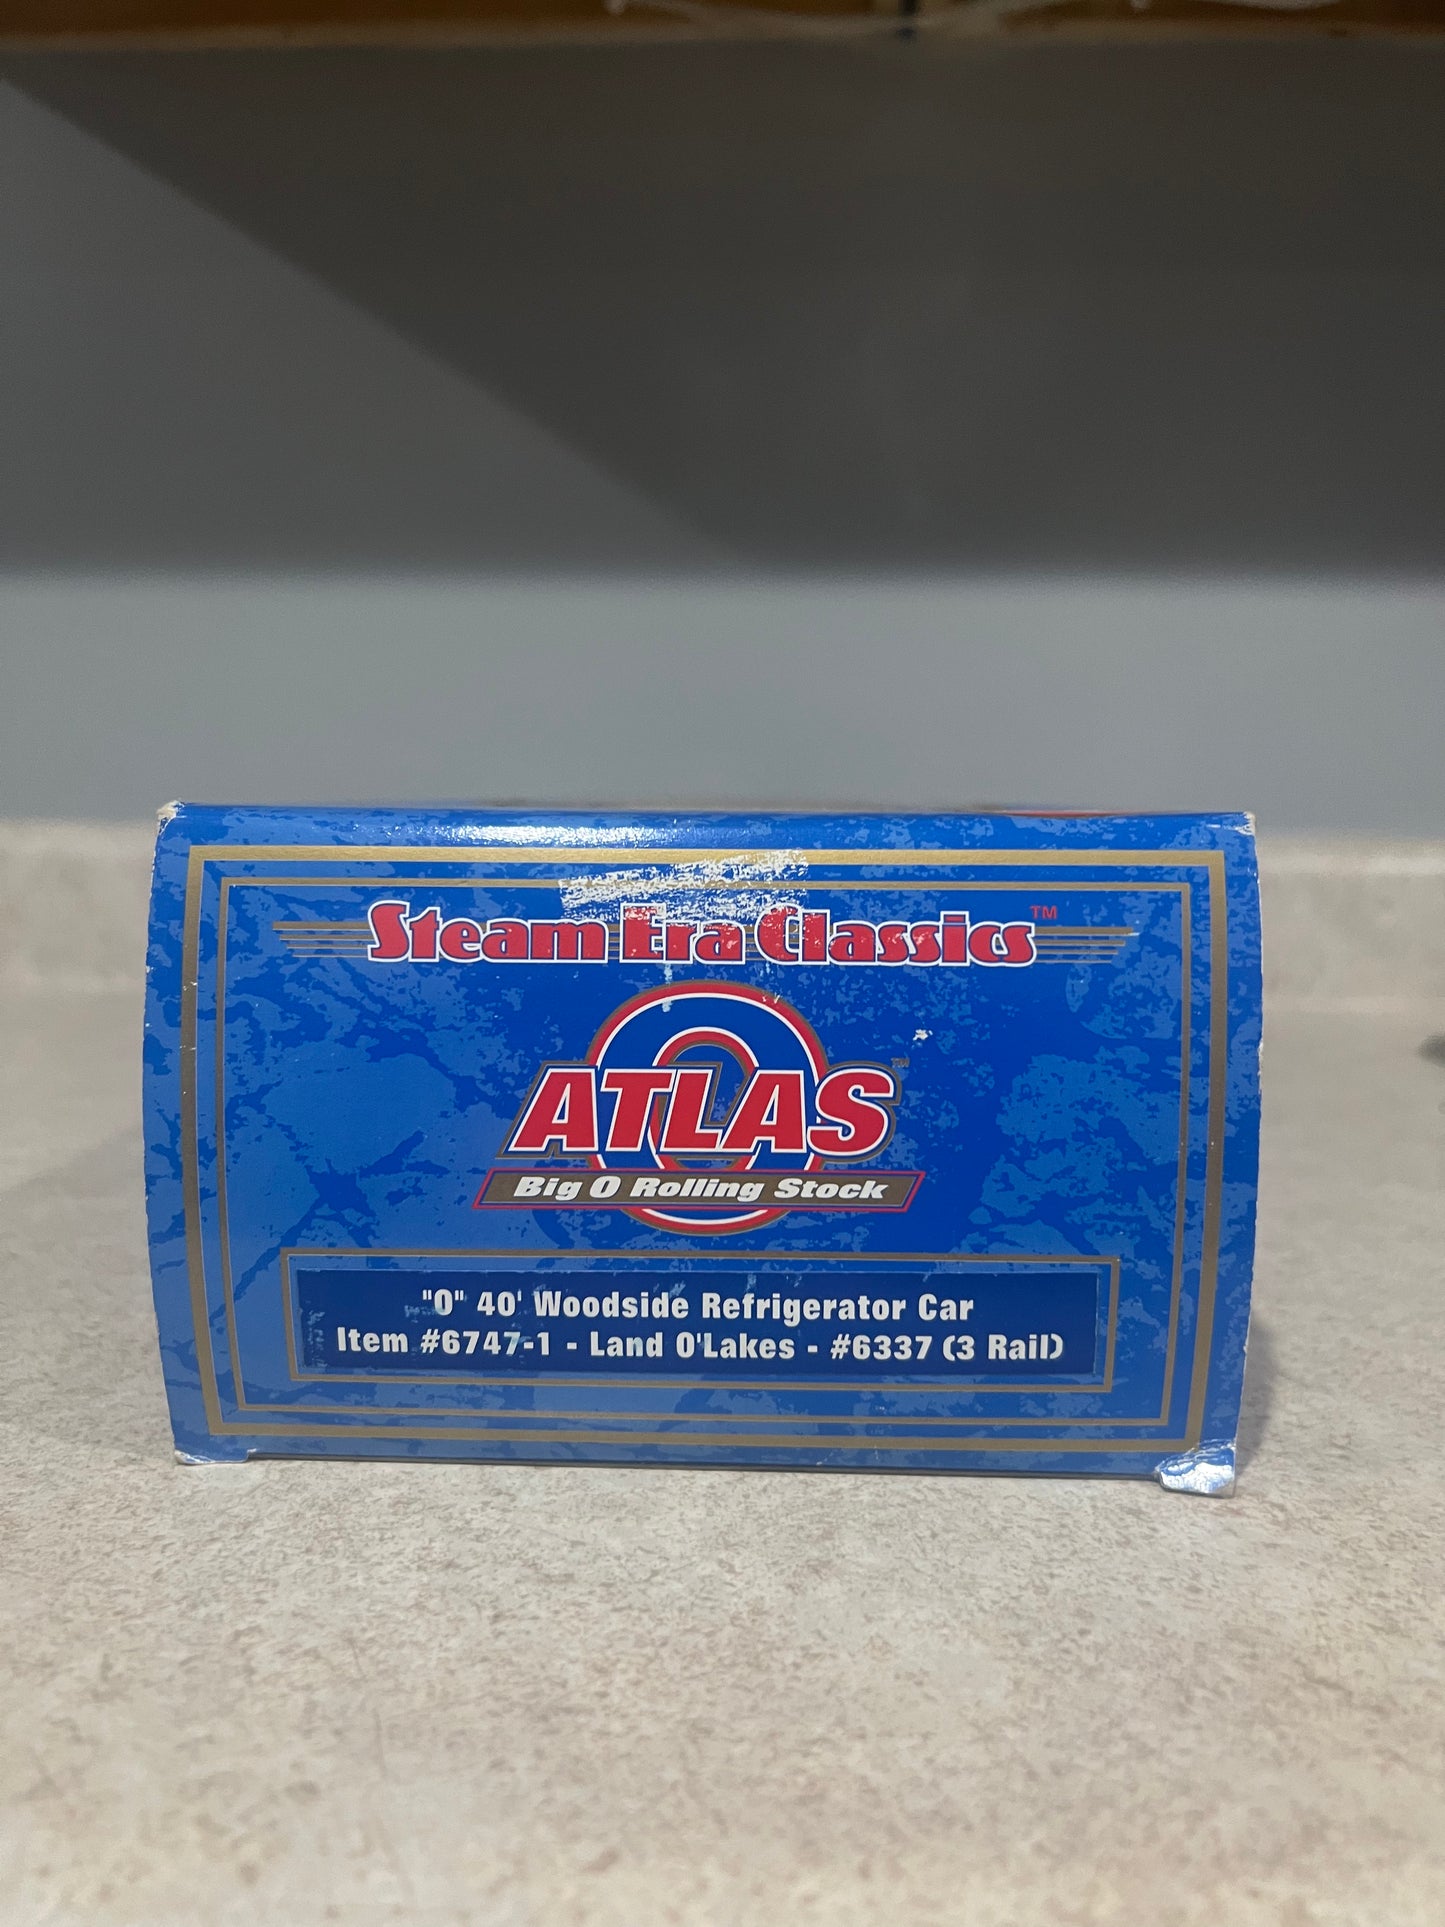 Steam Era Classics™
ATLAS™
Big O Rolling Stock
"O" 40' Woodside Refrigerator Car
Item #6747-1 - Land O'Lakes - #6337 (3 Rail)